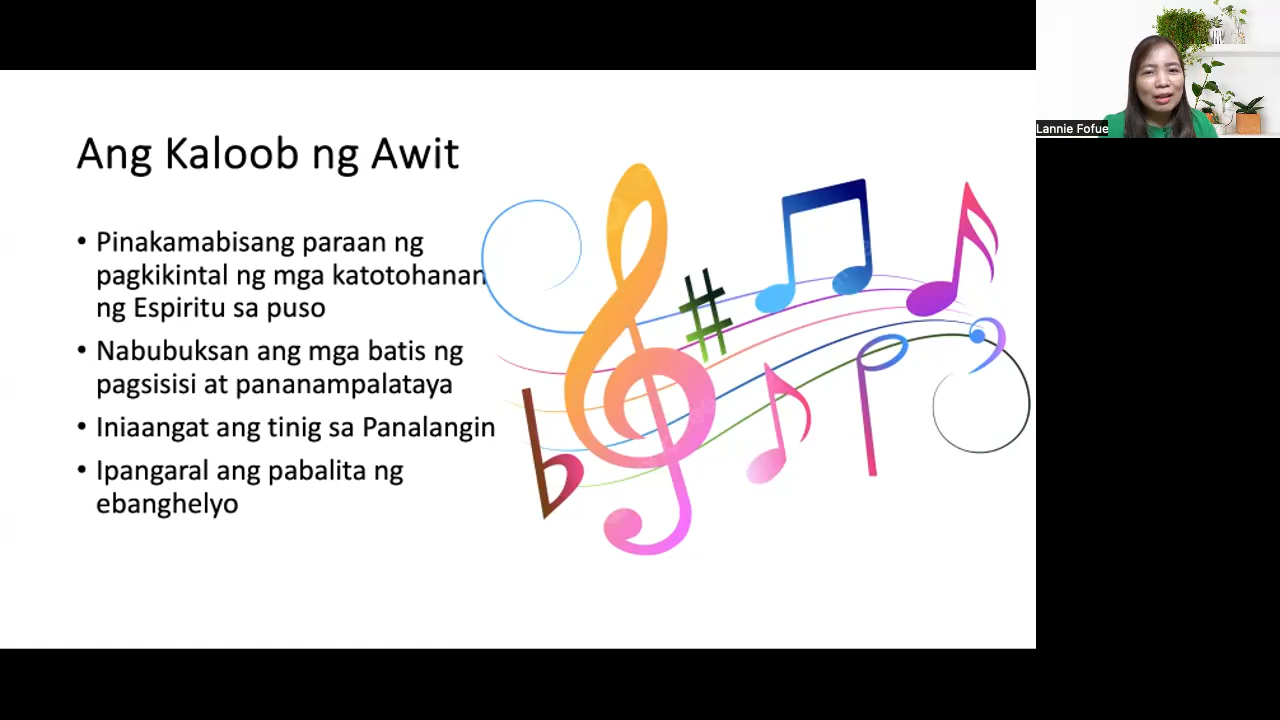 Ang Kaloob ng Awit
• Pinakamabisang paraan ng
pagkikintal ng mga katotohanan
ng Espiritu sa puso
• Nabubuksan ang mga batis ng
pagsisisi at pananampalataya
• Iniaangat ang tinig sa Panalangin
• Ipangaral ang pabalita ng
ebanghelyo
Lannie Fofue